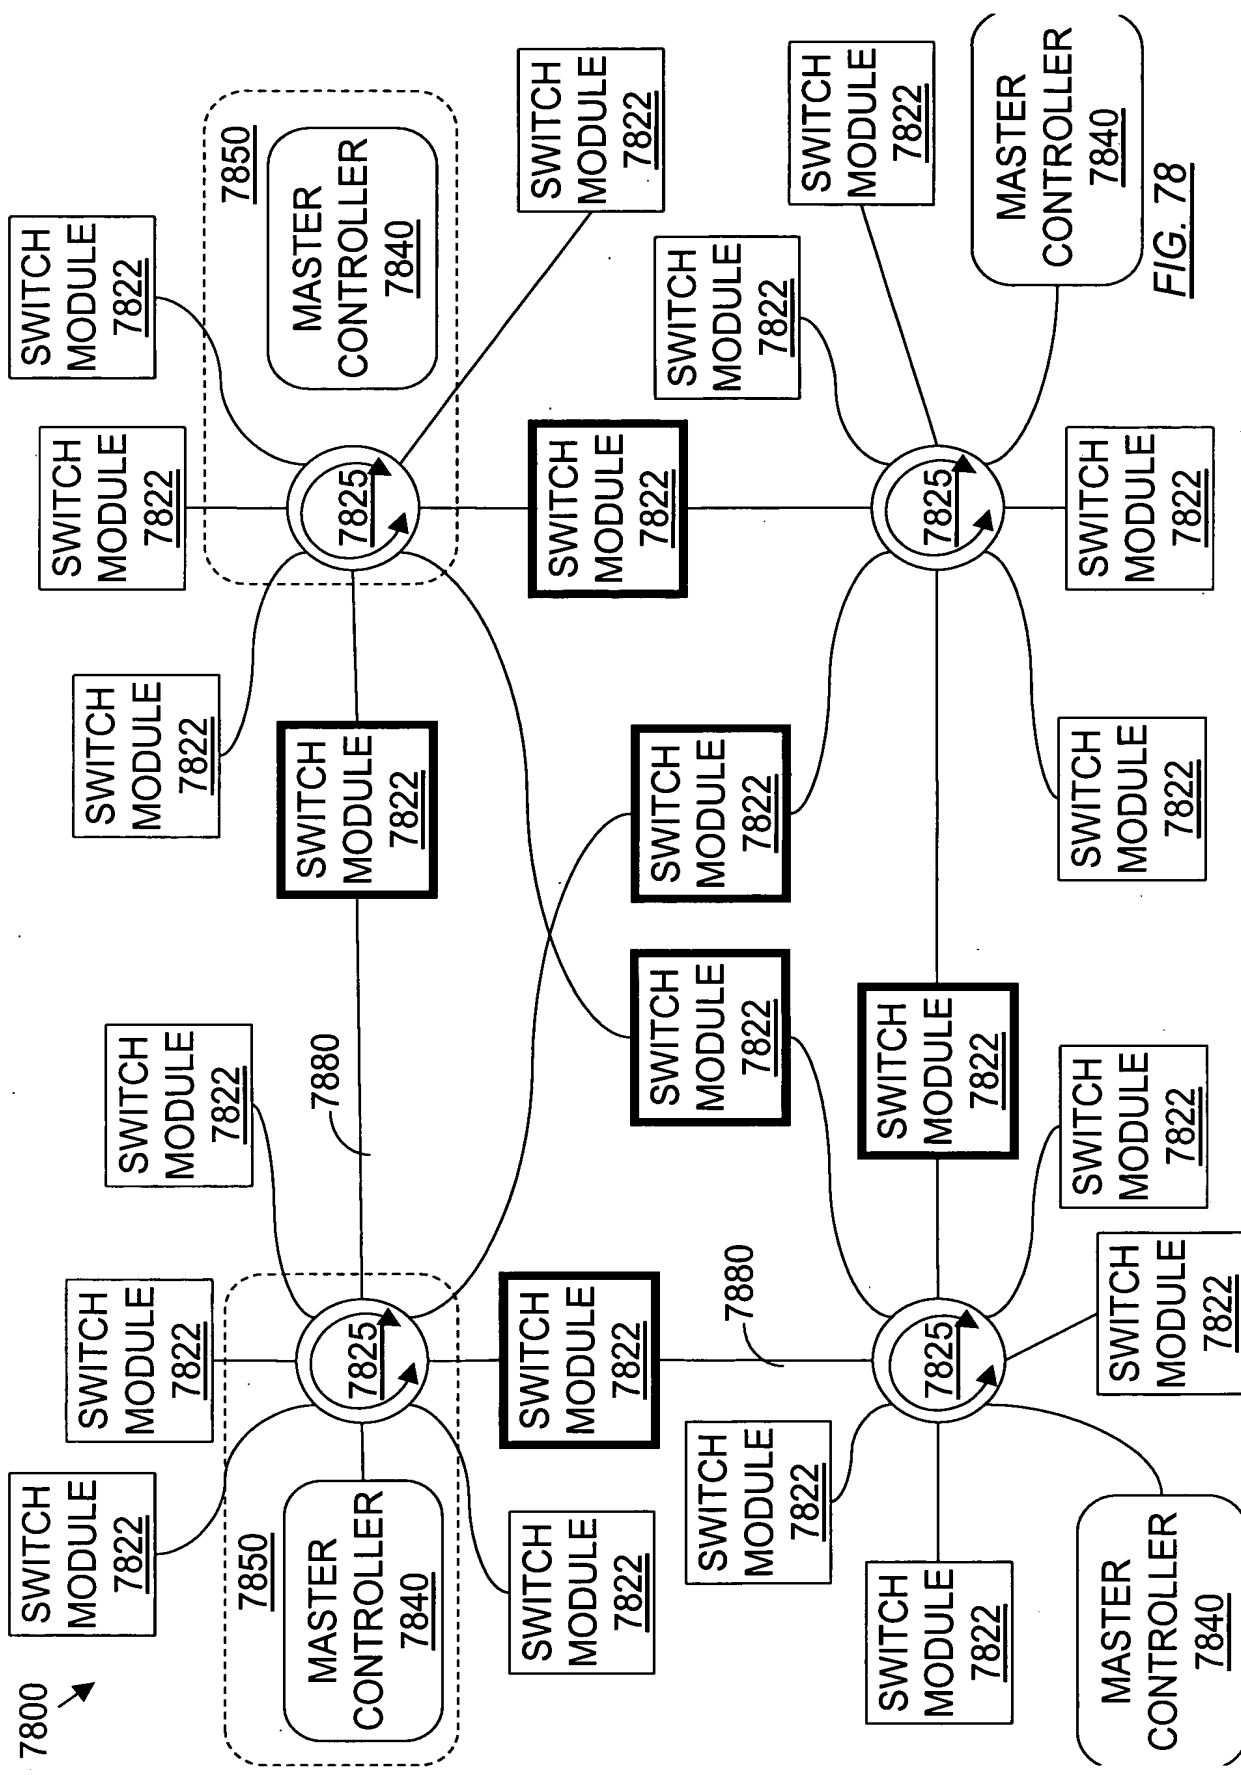 7800
SWITCH
MODULE
7822
SWITCH
MODULE
7822
SWITCH
MODULE
7822
SWITCH
MODULE
7822
SWITCH
MODULE
7822
SWITCH
MODULE
7822
7850
MASTER
CONTROLLER
7840
7825
7880
SWITCH
MODULE
7822
7825
7850
MASTER
CONTROLLER
7840
SWITCH
MODULE
7822
SWITCH
MODULE
7822
SWITCH
MODULE
7822
SWITCH
MODULE
7822
SWITCH
MODULE
7822
7880
SWITCH
MODULE
7822
SWITCH
MODULE
7822
SWITCH
MODULE
7822
SWITCH
MODULE
7822
7825
SWITCH
MODULE
7822
7825
SWITCH
MODULE
7822
MASTER
CONTROLLER
7840
SWITCH
MODULE
7822
SWITCH
MODULE
7822
SWITCH
MODULE
7822
SWITCH
MODULE
7822
MASTER
CONTROLLER
7840
FIG. 78